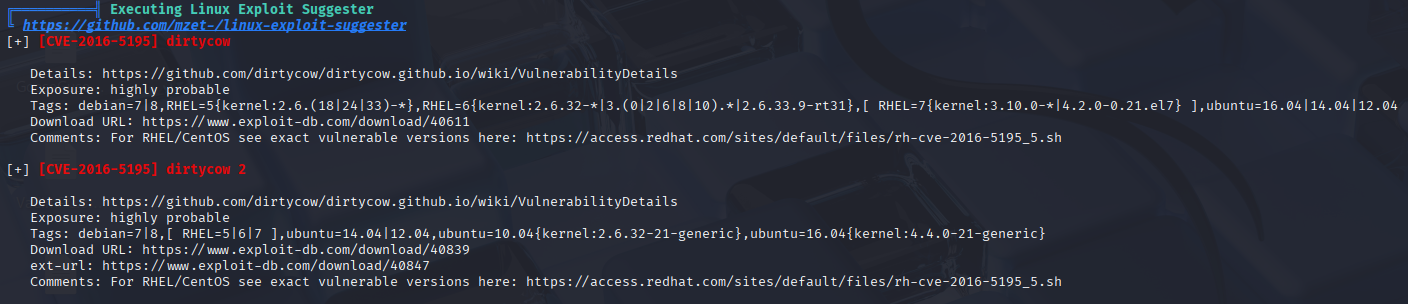 Executing Linux Exploit Suggester
https://github.com/mzet-/linux-exploit-suggester
[+] [CVE-2016-5195] dirtycow
Details: https://github.com/dirtycow/dirtycow.github.io/wiki/VulnerabilityDetails
Exposure: highly probable
Tags: debian=7|8,RHEL=5{kernel:2.6.(18|24|33)-*},RHEL=6{kernel:2.6.32-*|3.(0|2|6|8|10).*|2.6.33.9-rt31},[ RHEL=7{kernel:3.10.0-*|4.2.0-0.21.el7} ],ubuntu=16.04|14.04|12.04
Download URL: https://www.exploit-db.com/download/40611
Comments: For RHEL/CentOS see exact vulnerable versions here: https://access.redhat.com/sites/default/files/rh-cve-2016-5195_5.sh
[+] [CVE-2016-5195] dirtycow 2
Details: https://github.com/dirtycow/dirtycow.github.io/wiki/VulnerabilityDetails
Exposure: highly probable
Tags: debian=7|8,[ RHEL=5|6|7 ],ubuntu=14.04|12.04,ubuntu=10.04{kernel:2.6.32-21-generic},ubuntu=16.04{kernel:4.4.0-21-generic}
Download URL: https://www.exploit-db.com/download/40839
ext-url: https://www.exploit-db.com/download/40847
Comments: For RHEL/CentOS see exact vulnerable versions here: https://access.redhat.com/sites/default/files/rh-cve-2016-5195_5.sh